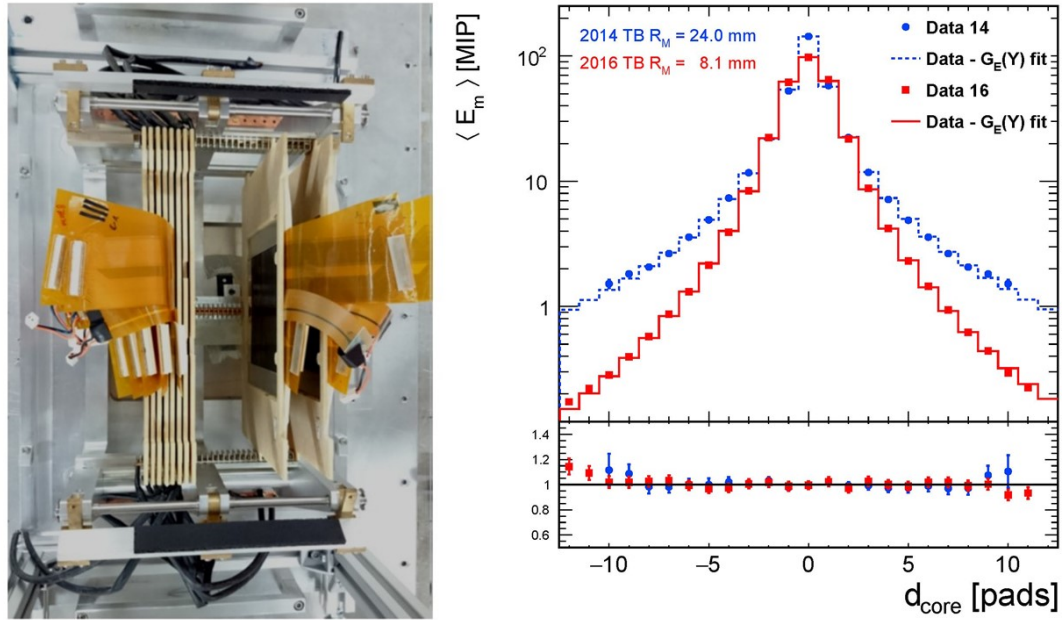 ⟨ E_m ⟩ [MIP]
10²
10
1
2014 TB R_M = 24.0 mm
2016 TB R_M = 8.1 mm
Data 14
Data - G_E(Y) fit
Data 16
Data - G_E(Y) fit
1.4
1.2
1
0.8
0.6
−10 −5 0 5 10
d_core [pads]